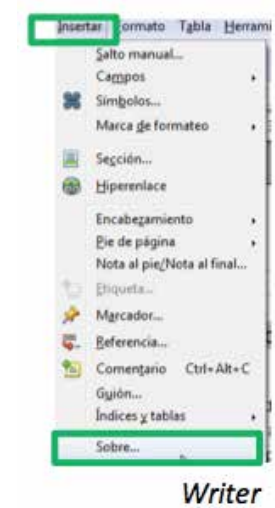 Insertar Formato Tabla Herrami
Salto manual...
Campos
Símbolos...
Marca de formateo
Sección...
Hiperenlace
Encabezamiento
Pie de página
Nota al pie/Nota al final...
Etiqueta...
Marcador...
Referencia...
Comentario Ctrl+Alt+C
Guión...
Índices y tablas
Sobre...
Writer